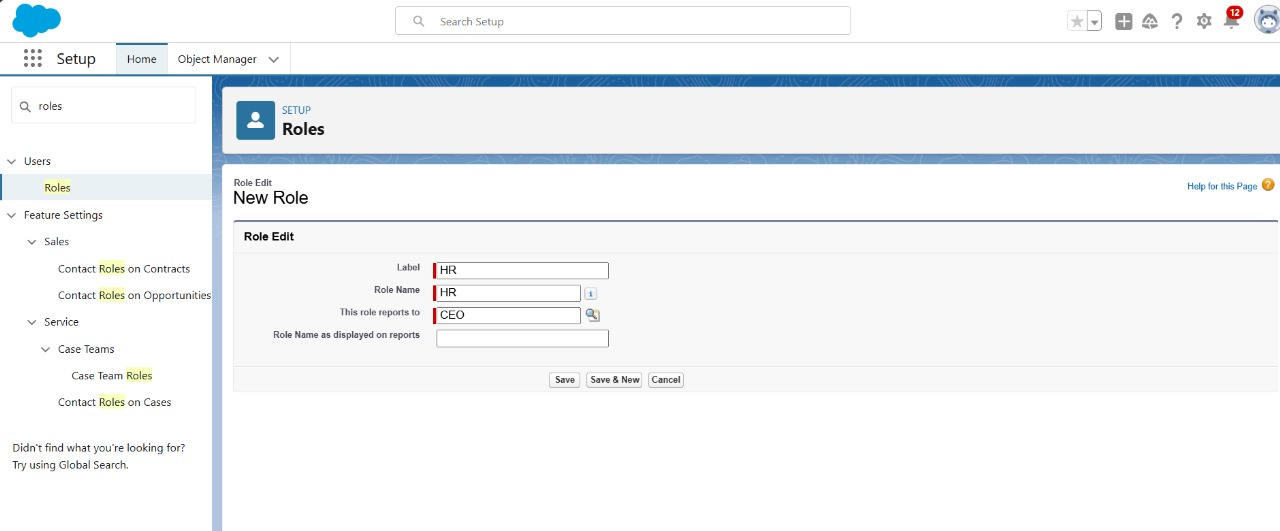 Search Setup
12
Setup
Home
Object Manager
roles
Users
Roles
Feature Settings
Sales
Contact Roles on Contracts
Contact Roles on Opportunities
Service
Case Teams
Case Team Roles
Contact Roles on Cases
Didn't find what you're looking for?
Try using Global Search.
SETUP
Roles
Role Edit
New Role
Help for this Page ?
Role Edit
Label HR
Role Name HR i
This role reports to CEO
Role Name as displayed on reports
Save Save & New Cancel